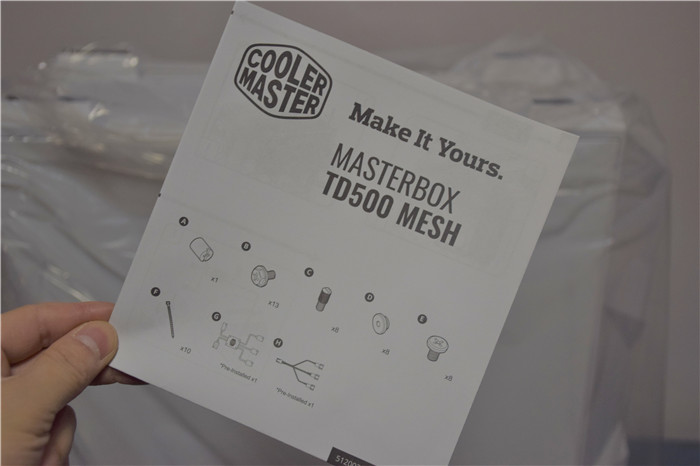 COOLER
MASTER
Make It Yours.
MASTERBOX
TD500 MESH
A
B
C
D
E
x1
x13
x8
x8
x8
F
G
H
x10
*Pre-Installed x1
*Pre-Installed x1